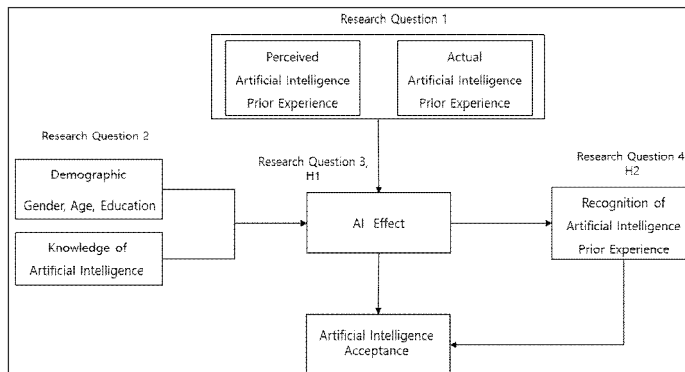 Research Question 1
Perceived
Artificial Intelligence
Prior Experience
Actual
Artificial Intelligence
Prior Experience
Research Question 2
Demographic
Gender, Age, Education
Knowledge of
Artificial Intelligence
Research Question 3,
H1
AI Effect
Research Question 4
H2
Recognition of
Artificial Intelligence
Prior Experience
Artificial Intelligence
Acceptance